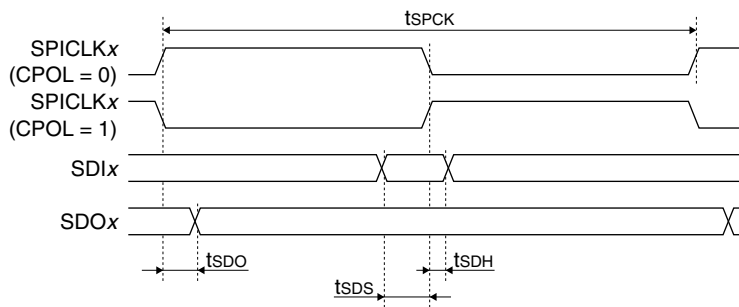 tSPCK
SPICLKx
(CPOL = 0)
SPICLKx
(CPOL = 1)
SDIx
SDOx
tSDO
tSDH
tSDS